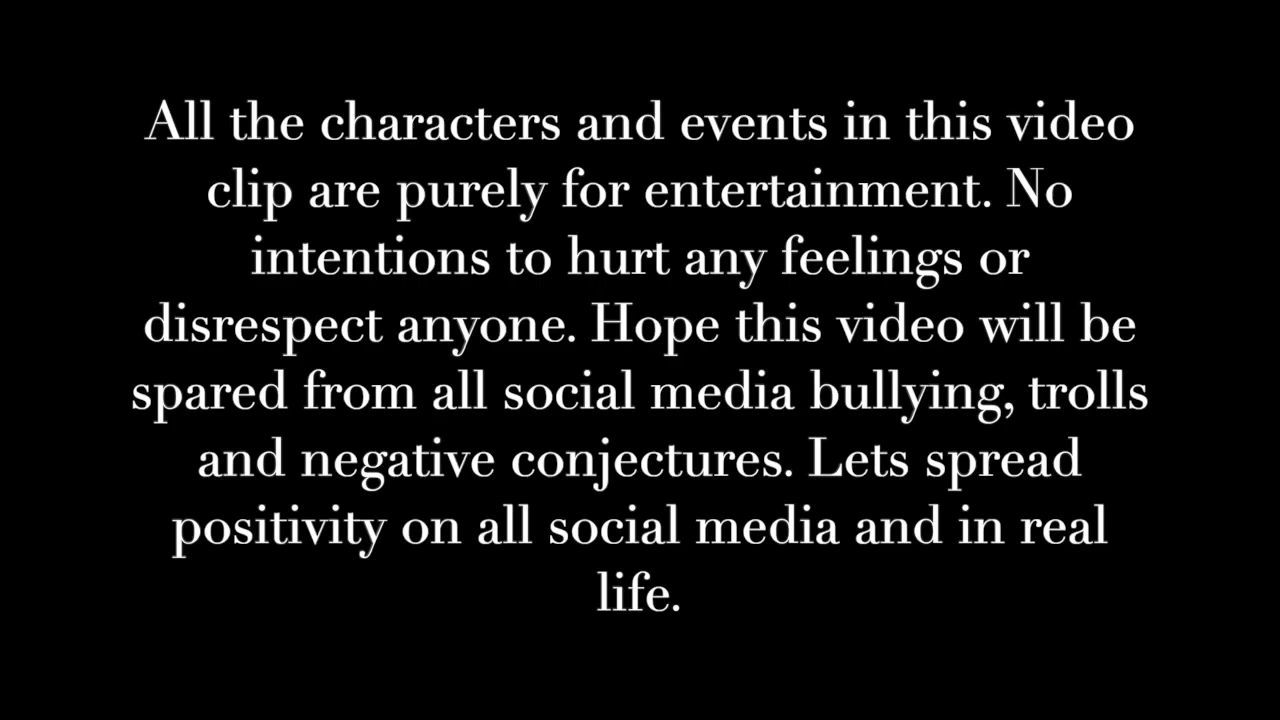 All the characters and events in this video
clip are purely for entertainment. No
intentions to hurt any feelings or
disrespect anyone. Hope this video will be
spared from all social media bullying, trolls
and negative conjectures. Lets spread
positivity on all social media and in real
life.